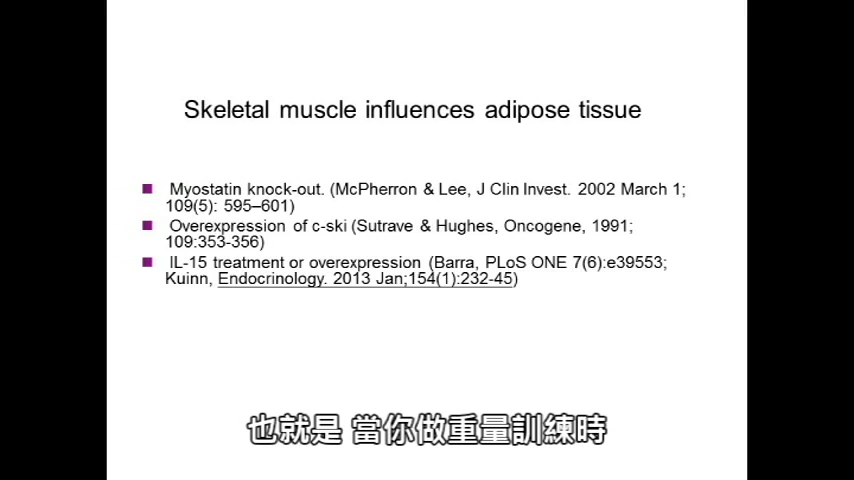 Skeletal muscle influences adipose tissue
Myostatin knock-out. (McPherron & Lee, J Clin Invest. 2002 March 1;
109(5): 595–601)
Overexpression of c-ski (Sutrave & Hughes, Oncogene, 1991;
109:353-356)
IL-15 treatment or overexpression (Barra, PLoS ONE 7(6):e39553;
Kuinn, Endocrinology. 2013 Jan;154(1):232-45)
也就是 當你做重量訓練時